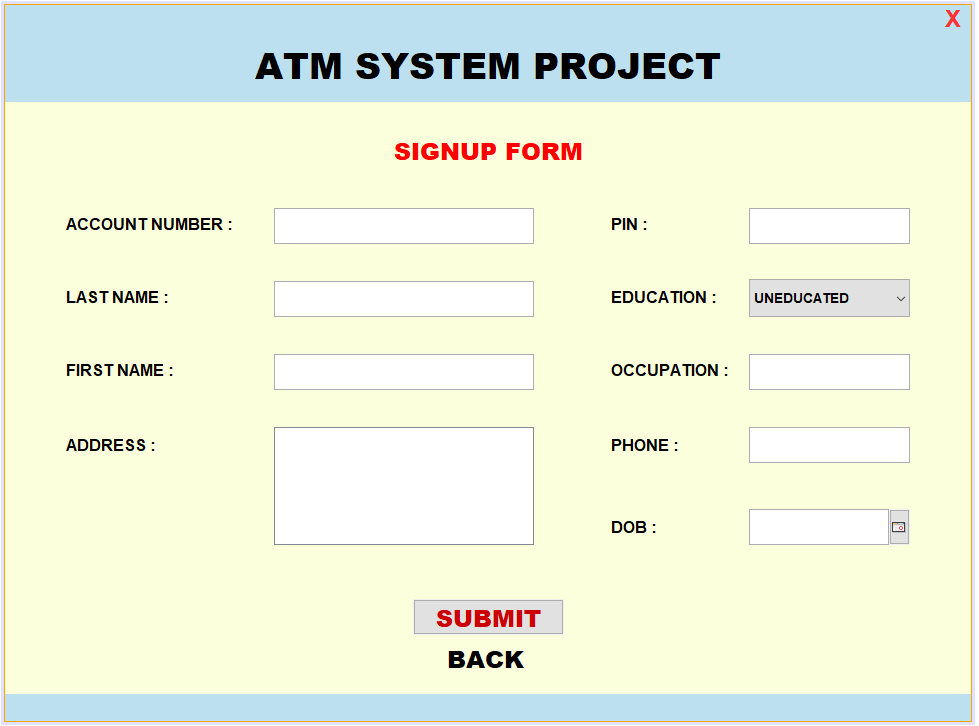 X
ATM SYSTEM PROJECT
SIGNUP FORM
ACCOUNT NUMBER :
PIN :
LAST NAME :
EDUCATION :
UNEDUCATED
FIRST NAME :
OCCUPATION :
ADDRESS :
PHONE :
DOB :
SUBMIT
BACK